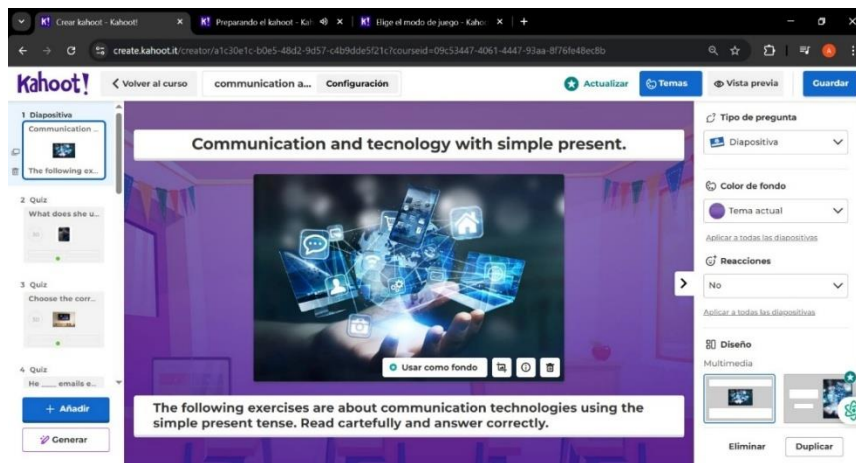 Crear kahoot - Kahoot!
Preparando el kahoot - Kah
Elige el modo de juego - Kahoo
create.kahoot.it/creator/a1c30e1c-b0e5-48d2-9d57-c4b9dde5f21c?courseid=09c53447-4061-4447-93aa-8f76fe48ec8b
Kahoot!
Volver al curso
communication a...
Configuración
Actualizar
Temas
Vista previa
Guardar
1 Diapositiva
Communication ...
The following ex...
2 Quiz
What does she u...
3 Quiz
Choose the corr...
4 Quiz
He ___ emails e...
+ Añadir
Generar
Communication and tecnology with simple present.
Usar como fondo
The following exercises are about communication technologies using the
simple present tense. Read cartefully and answer correctly.
Tipo de pregunta
Diapositiva
Color de fondo
Tema actual
Aplicar a todas las diapositivas
Reacciones
No
Aplicar a todas las diapositivas
Diseño
Multimedia
Eliminar
Duplicar